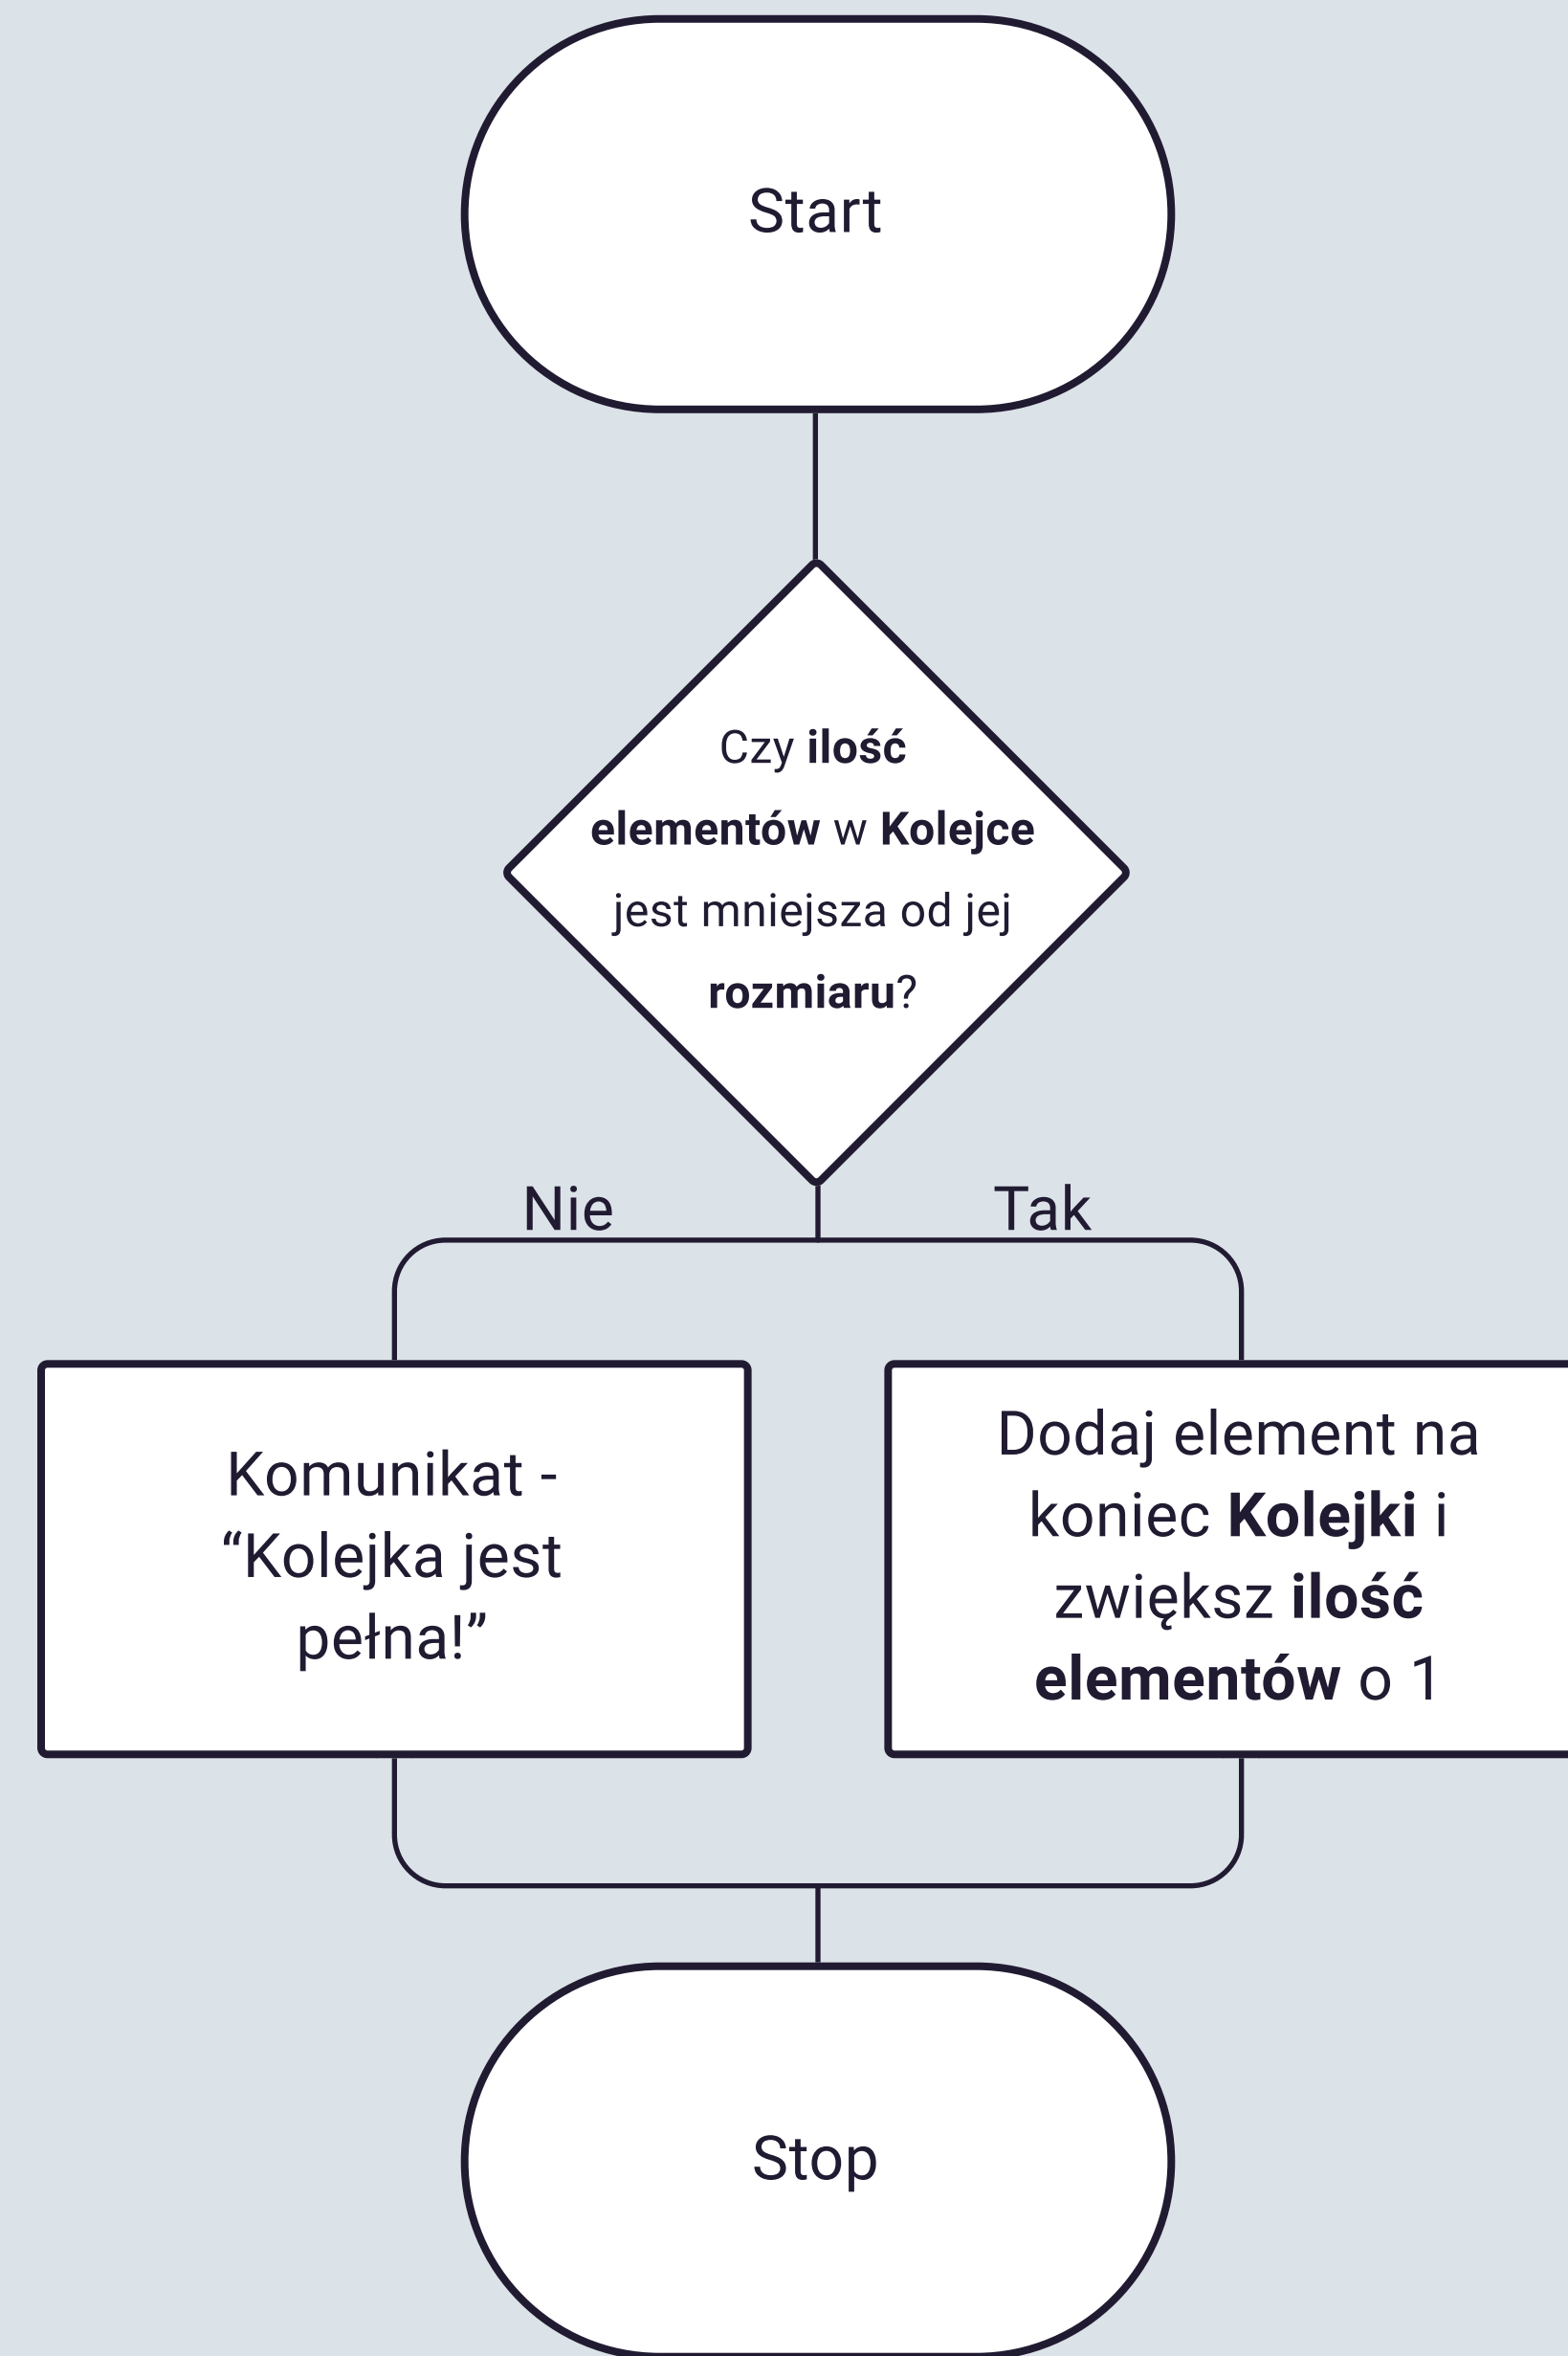 Start
Czy ilość
elementów w Kolejce
jest mniejsza od jej
rozmiaru?
Nie
Tak
Komunikat -
“Kolejka jest
pełna!”
Dodaj element na
koniec Kolejki i
zwiększ ilość
elementów o 1
Stop